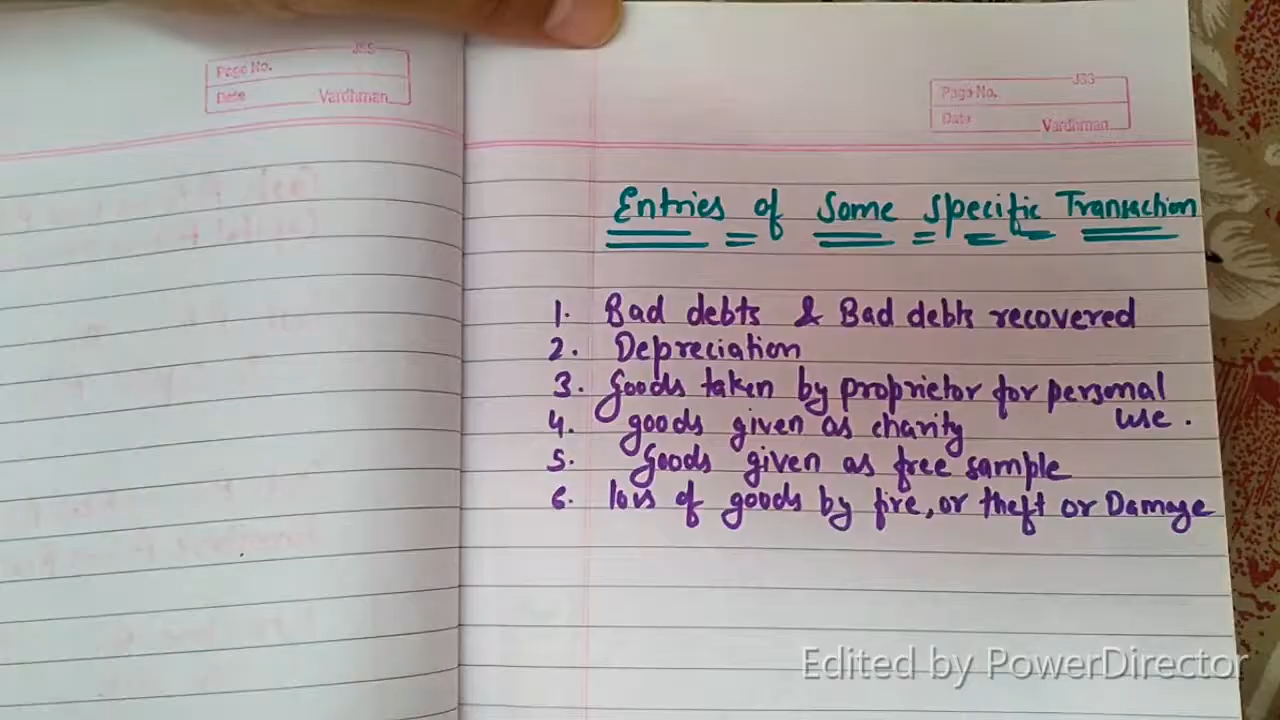 JSS
Page No.
Date Vardhman
JSS
Page No.
Date Vardhman
Entries of Some Specific Transaction
1. Bad debts & Bad debts recovered
2. Depreciation
3. Goods taken by proprietor for personal use.
4. goods given as charity
5. Goods given as free sample
6. loss of goods by fire, or theft or Damage
Edited by PowerDirector